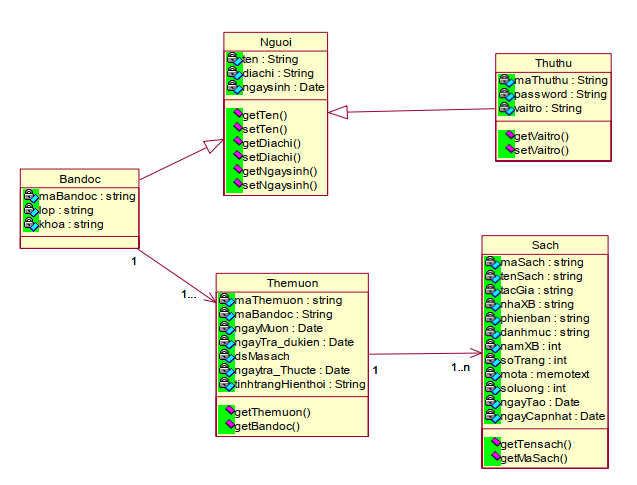 Nguoi
ten : String
diachi : String
ngaysinh : Date
getTen()
setTen()
getDiachi()
setDiachi()
getNgaysinh()
setNgaysinh()
Thuthu
maThuthu : String
password : String
vaitro : String
getVaitro()
setVaitro()
Bandoc
maBandoc : string
lop : string
khoa : string
1
1...
Themuon
maThemuon : string
maBandoc : String
ngayMuon : Date
ngayTra_dukien : Date
dsMasach
ngaytra_Thucte : Date
tinhtrangHienthoi : String
getThemuon()
getBandoc()
1
1..n
Sach
maSach : string
tenSach : string
tacGia : string
nhaXB : string
phienban : string
danhmuc : string
namXB : int
soTrang : int
mota : memotext
soluong : int
ngayTao : Date
ngayCapnhat : Date
getTensach()
getMaSach()